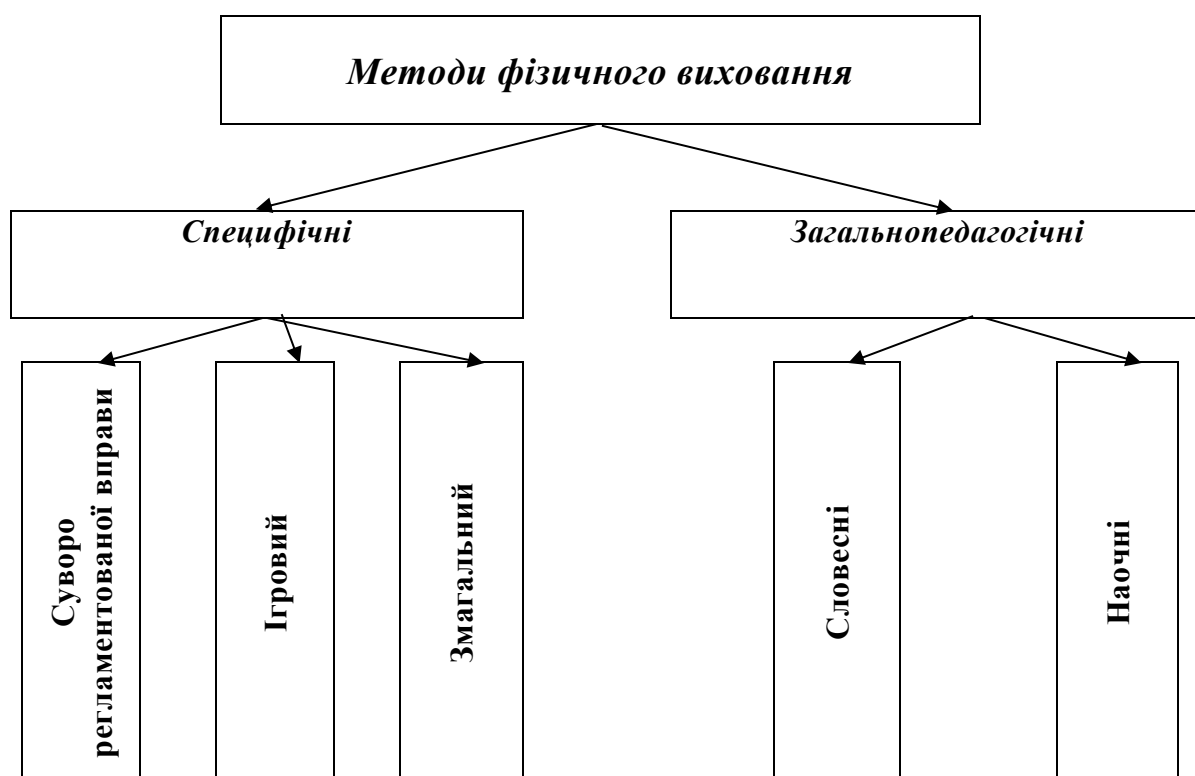 Методи фізичного виховання
Специфічні
Загальнопедагогічні
Суворо
регламентованої вправи
Ігровий
Змагальний
Словесні
Наочні